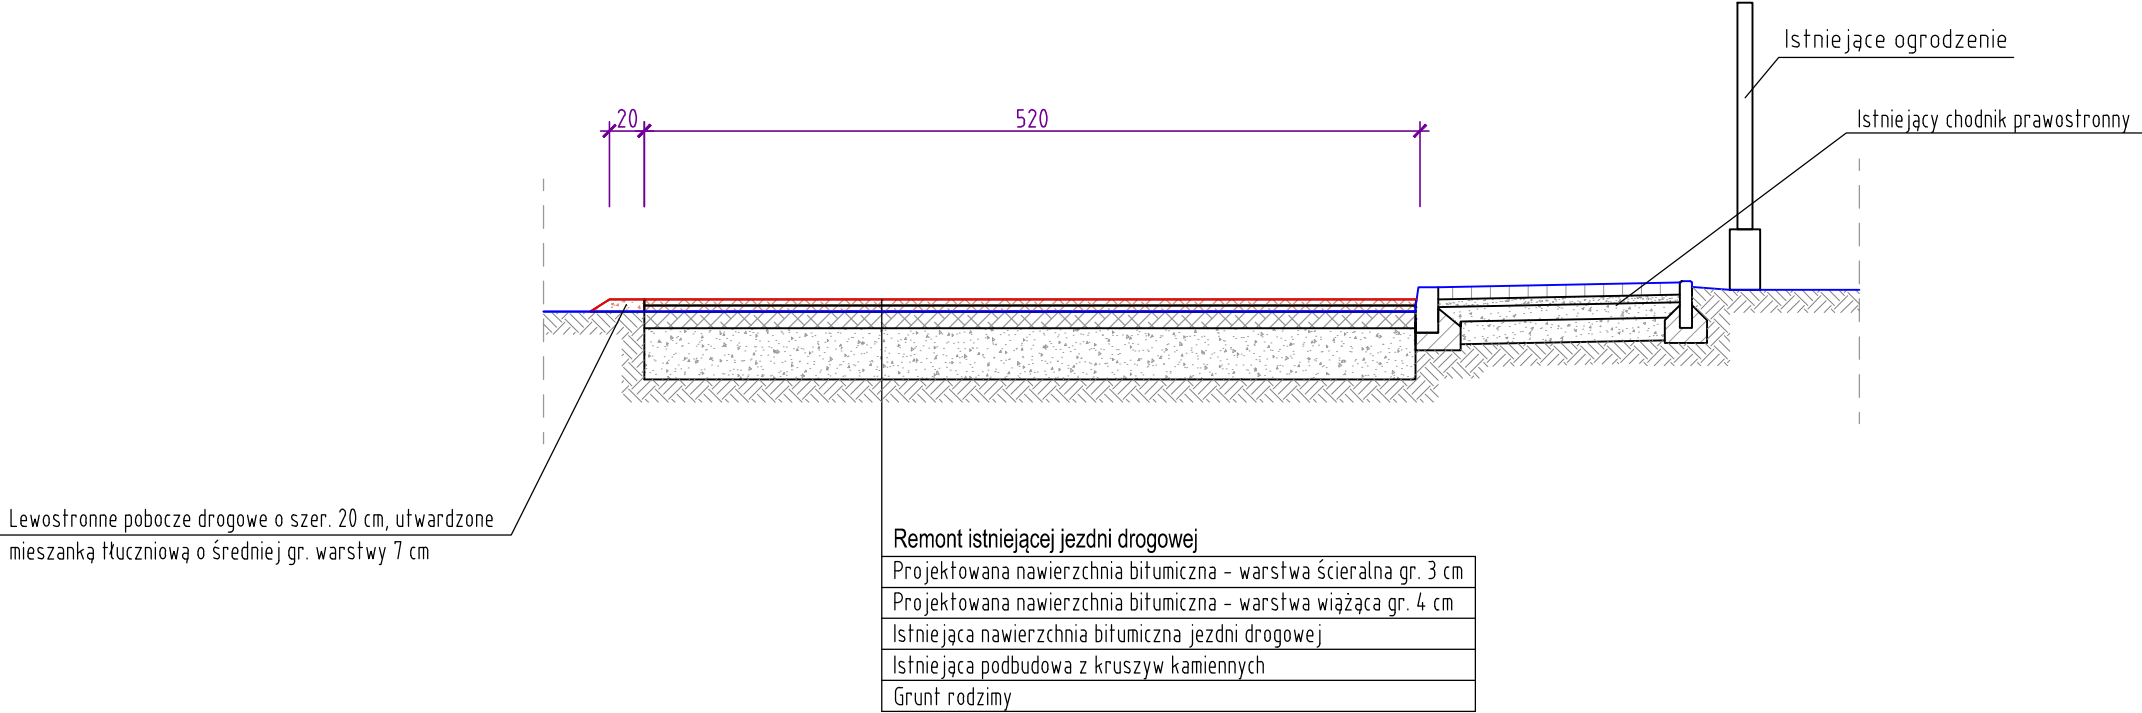 Istniejące ogrodzenie
20
520
Istniejący chodnik prawostronny
Lewostronne pobocze drogowe o szer. 20 cm, utwardzone
mieszanką tłuczniową o średniej gr. warstwy 7 cm
Remont istniejącej jezdni drogowej
Projektowana nawierzchnia bitumiczna - warstwa ścieralna gr. 3 cm
Projektowana nawierzchnia bitumiczna - warstwa wiążąca gr. 4 cm
Istniejąca nawierzchnia bitumiczna jezdni drogowej
Istniejąca podbudowa z kruszyw kamiennych
Grunt rodzimy